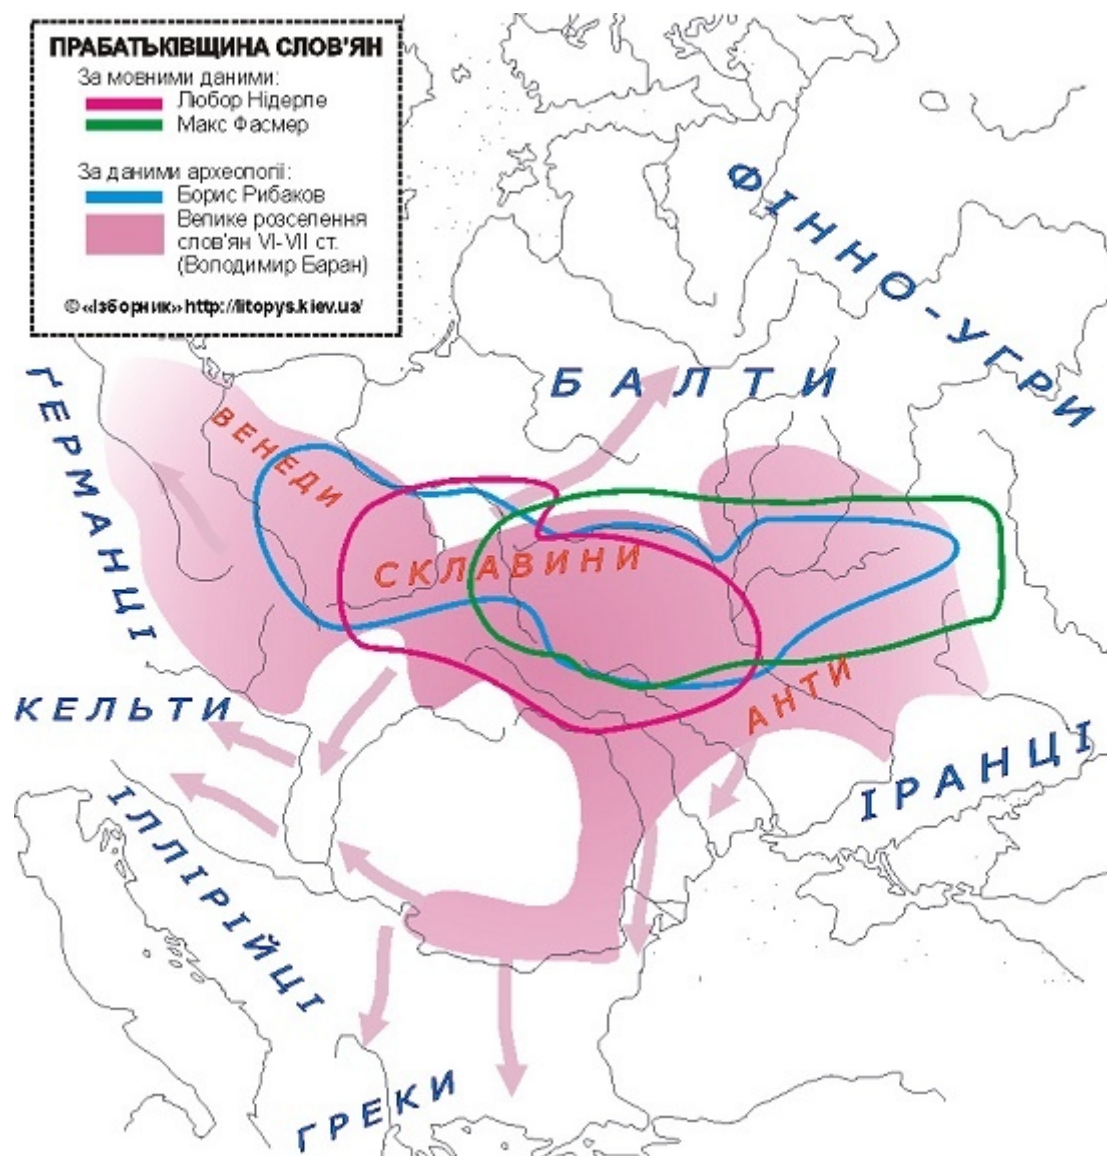 ПРАБАТЬКІВЩИНА СЛОВ'ЯН
За мовними даними:
Любор Нідерле
Макс Фасмер
За даними археології:
Борис Рибаков
Велике розселення
слов'ян VI-VII ст.
(Володимир Баран)
©«Ізборник» http://litopys.kiev.ua/
ФІННО-УГРИ
БАЛТИ
ҐЕРМАНЦІ
ВЕНЕДИ
СКЛАВИНИ
АНТИ
КЕЛЬТИ
ІРАНЦІ
ІЛЛІРІЙЦІ
ГРЕКИ